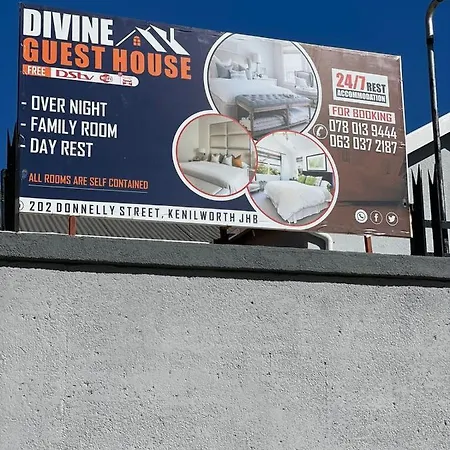 DIVINE
GUEST HOUSE
FREE DStv
- OVER NIGHT
- FAMILY ROOM
- DAY REST
ALL ROOMS ARE SELF CONTAINED
202 DONNELLY STREET, KENILWORTH JHB
24/7 REST
ACCOMMODATION
FOR BOOKING
078 013 9444
063 037 2187